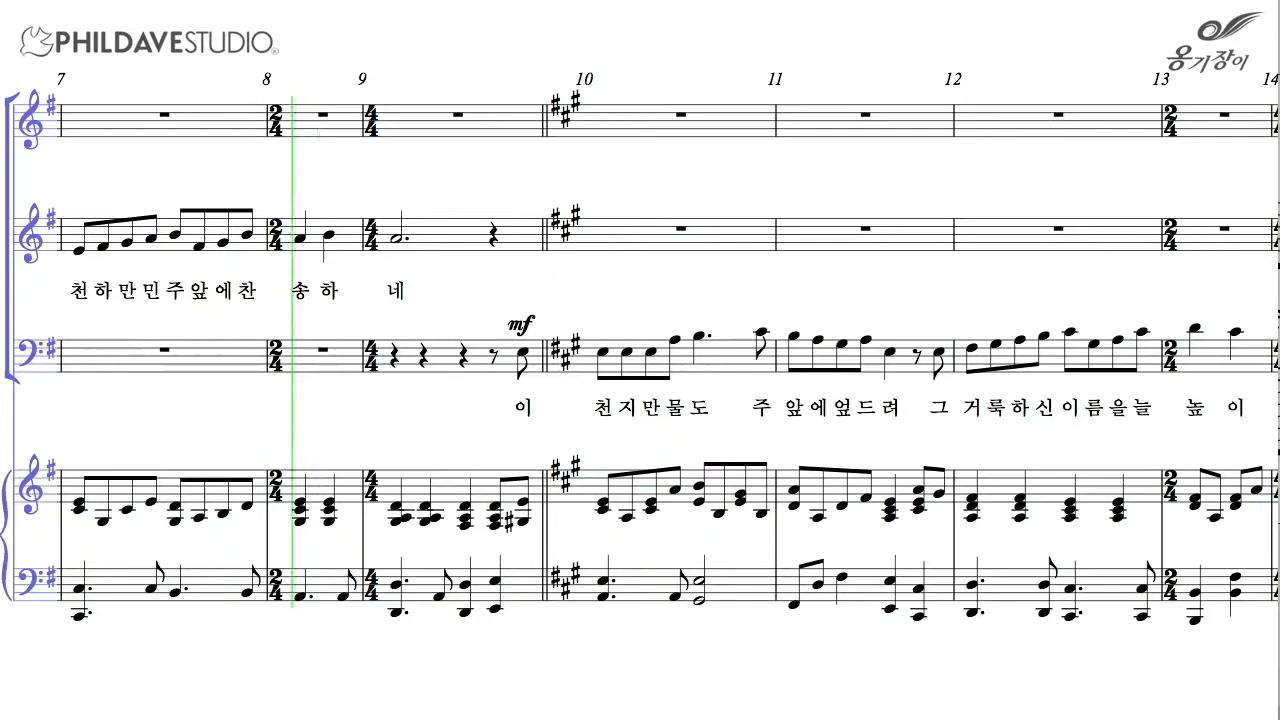 PHILDAVESTUDIO®
옹기장이
7 8 9 10 11 12 13 14
천 하 만 민 주 앞 에 찬 송 하 네
mf
이 천 지 만 물 도 주 앞 에 엎 드 려 그 거 룩 하 신 이 름 을 늘 높 이